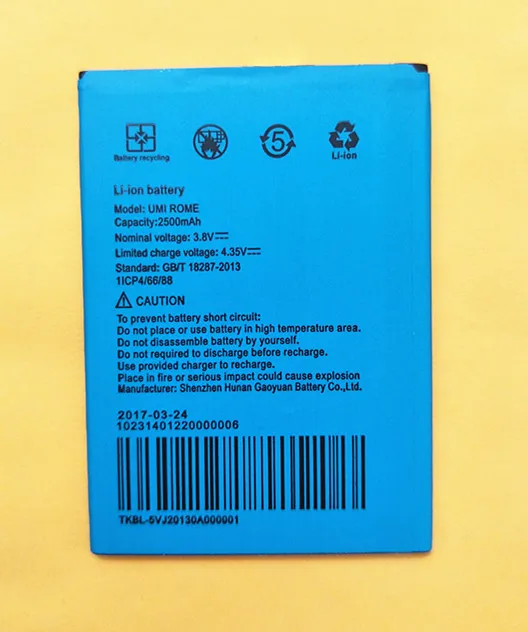 5
Battery recycling
Li-ion
Li-ion battery
Model: UMI ROME
Capacity:2500mAh
Nominal voltage: 3.8V⎓
Limited charge voltage: 4.35V⎓
Standard: GB/T 18287-2013
1ICP4/66/88
CAUTION
To prevent battery short circuit:
Do not place or use battery in high temperature area.
Do not disassemble battery by yourself.
Do not required to discharge before recharge.
Use provided charger to recharge.
Place in fire or serious impact could cause explosion
Manufacturer: Shenzhen Hunan Gaoyuan Battery Co.,Ltd.
2017-03-24
10231401220000006
TKBL-5VJ20130A000001